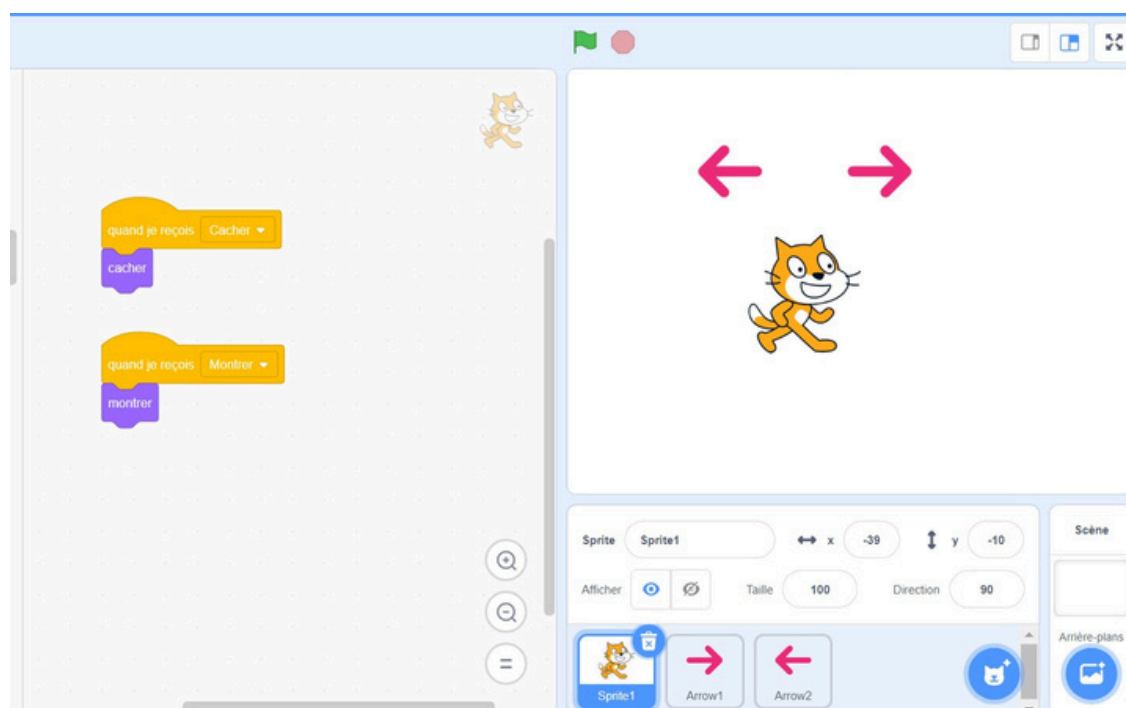 quand je reçois Cacher
cacher
quand je reçois Montrer
montrer
Sprite Sprite1 x -39 y -10
Afficher Taille 100 Direction 90
Sprite1 Arrow1 Arrow2
Scène
Arrière-plans